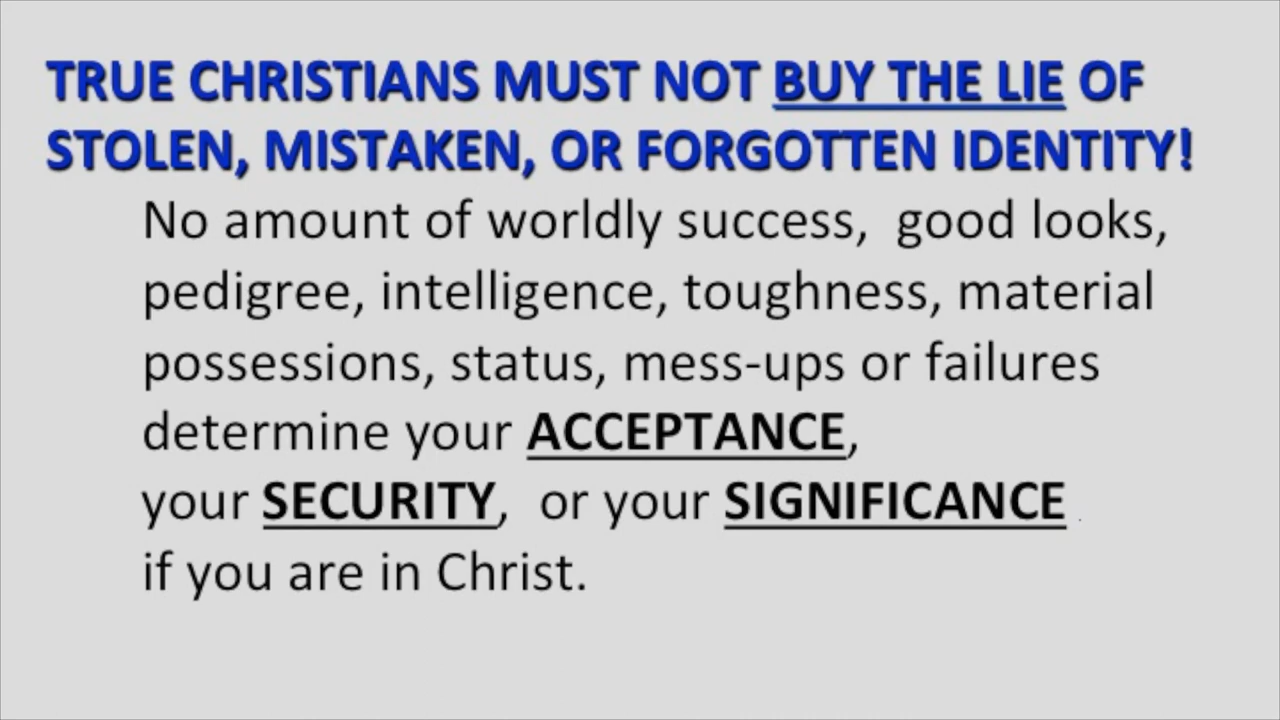 TRUE CHRISTIANS MUST NOT BUY THE LIE OF
STOLEN, MISTAKEN, OR FORGOTTEN IDENTITY!
No amount of worldly success,  good looks,
pedigree, intelligence, toughness, material
possessions, status, mess-ups or failures
determine your ACCEPTANCE,
your SECURITY,  or your SIGNIFICANCE
if you are in Christ.